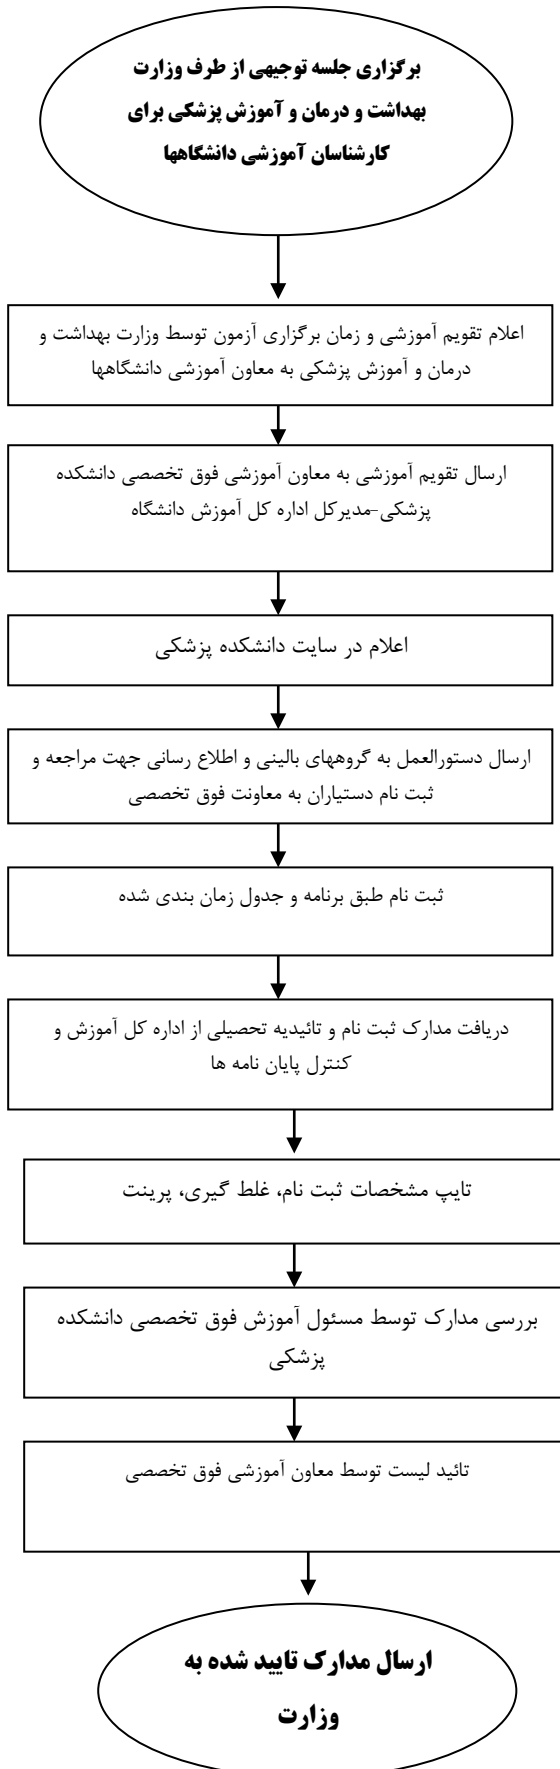 برگزاری جلسه توجیهی از طرف وزارت
بهداشت و درمان و آموزش پزشکی برای
کارشناسان آموزشی دانشگاهها
اعلام تقویم آموزشی و زمان برگزاری آزمون توسط وزارت بهداشت و
درمان و آموزش پزشکی به معاون آموزشی دانشگاهها
ارسال تقویم آموزشی به معاون آموزشی فوق تخصصی دانشکده
پزشکی-مدیرکل اداره کل آموزش دانشگاه
اعلام در سایت دانشکده پزشکی
ارسال دستورالعمل به گروههای بالینی و اطلاع رسانی جهت مراجعه و
ثبت نام دستیاران به معاونت فوق تخصصی
ثبت نام طبق برنامه و جدول زمان بندی شده
دریافت مدارک ثبت نام و تائیدیه تحصیلی از اداره کل آموزش و
کنترل پایان نامه ها
تایپ مشخصات ثبت نام، غلط گیری، پرینت
بررسی مدارک توسط مسئول آموزش فوق تخصصی دانشکده
پزشکی
تائید لیست توسط معاون آموزشی فوق تخصصی
ارسال مدارک تایید شده به
وزارت